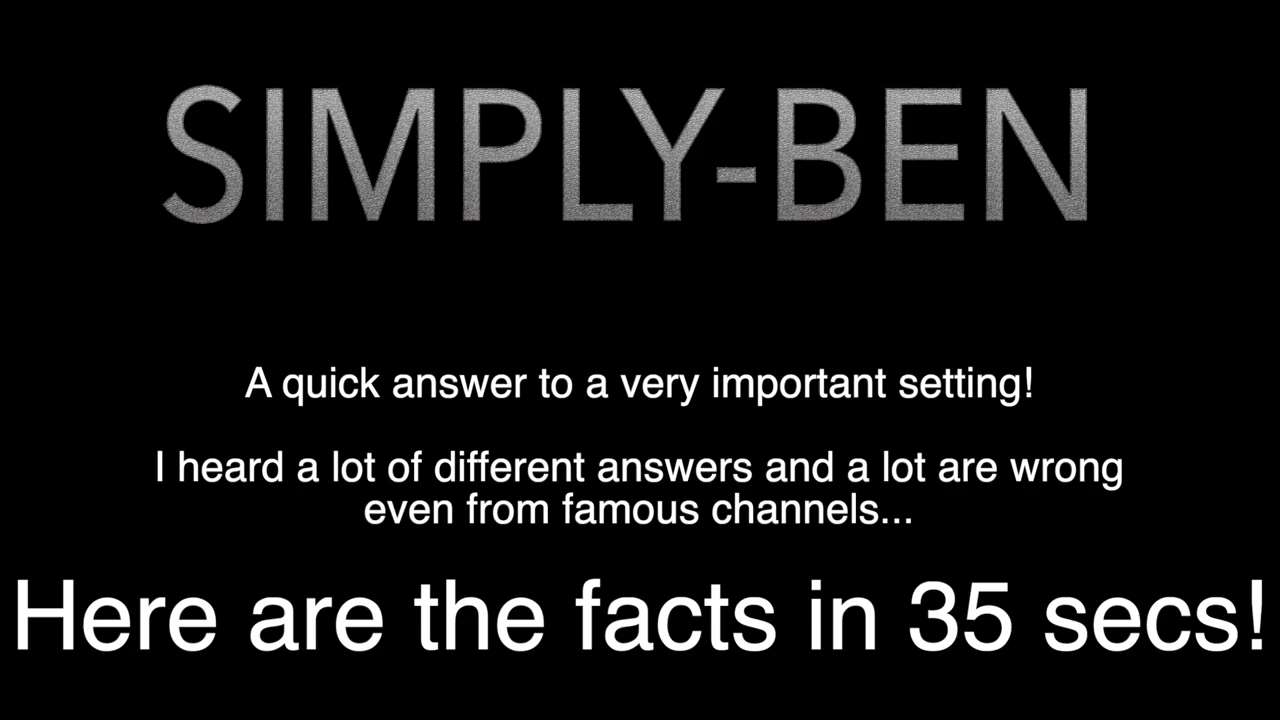 SIMPLY-BEN
A quick answer to a very important setting!
I heard a lot of different answers and a lot are wrong
even from famous channels...
Here are the facts in 35 secs!